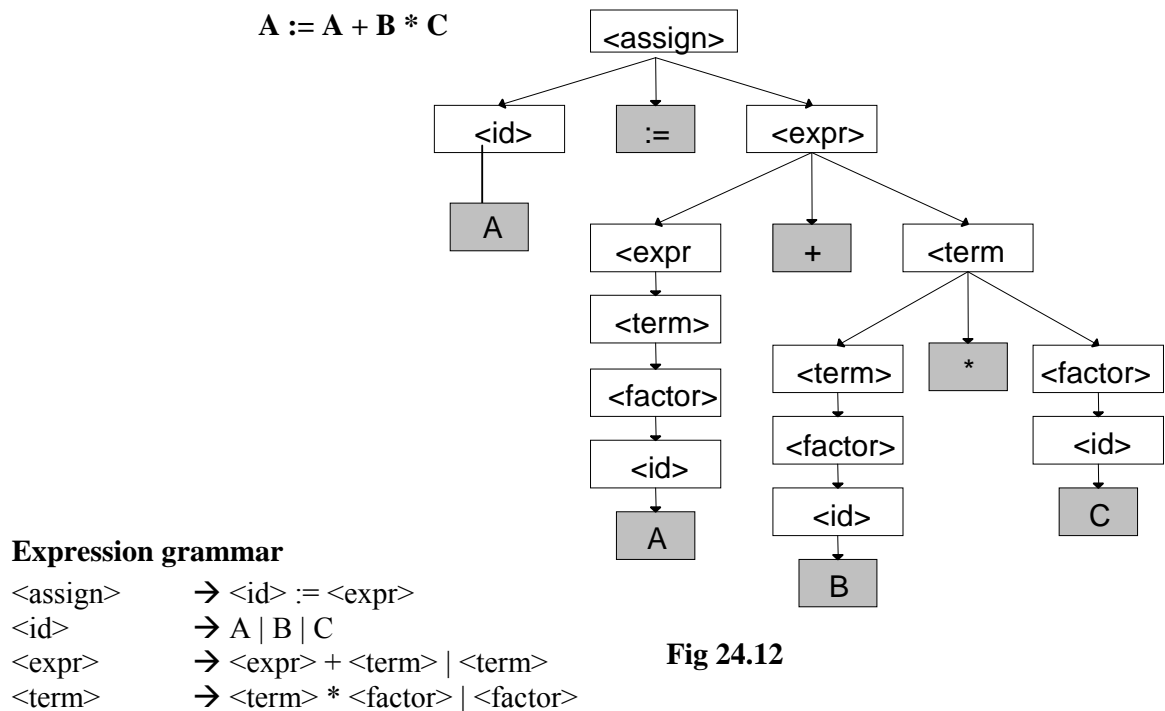 A := A + B * C
<assign>
<id>
:=
<expr>
A
<expr
+
<term
<term>
<term>
*
<factor>
<factor>
<factor>
<id>
<id>
<id>
C
A
B
Expression grammar
<assign> → <id> := <expr>
<id> → A | B | C
<expr> → <expr> + <term> | <term>
<term> → <term> * <factor> | <factor>
Fig 24.12